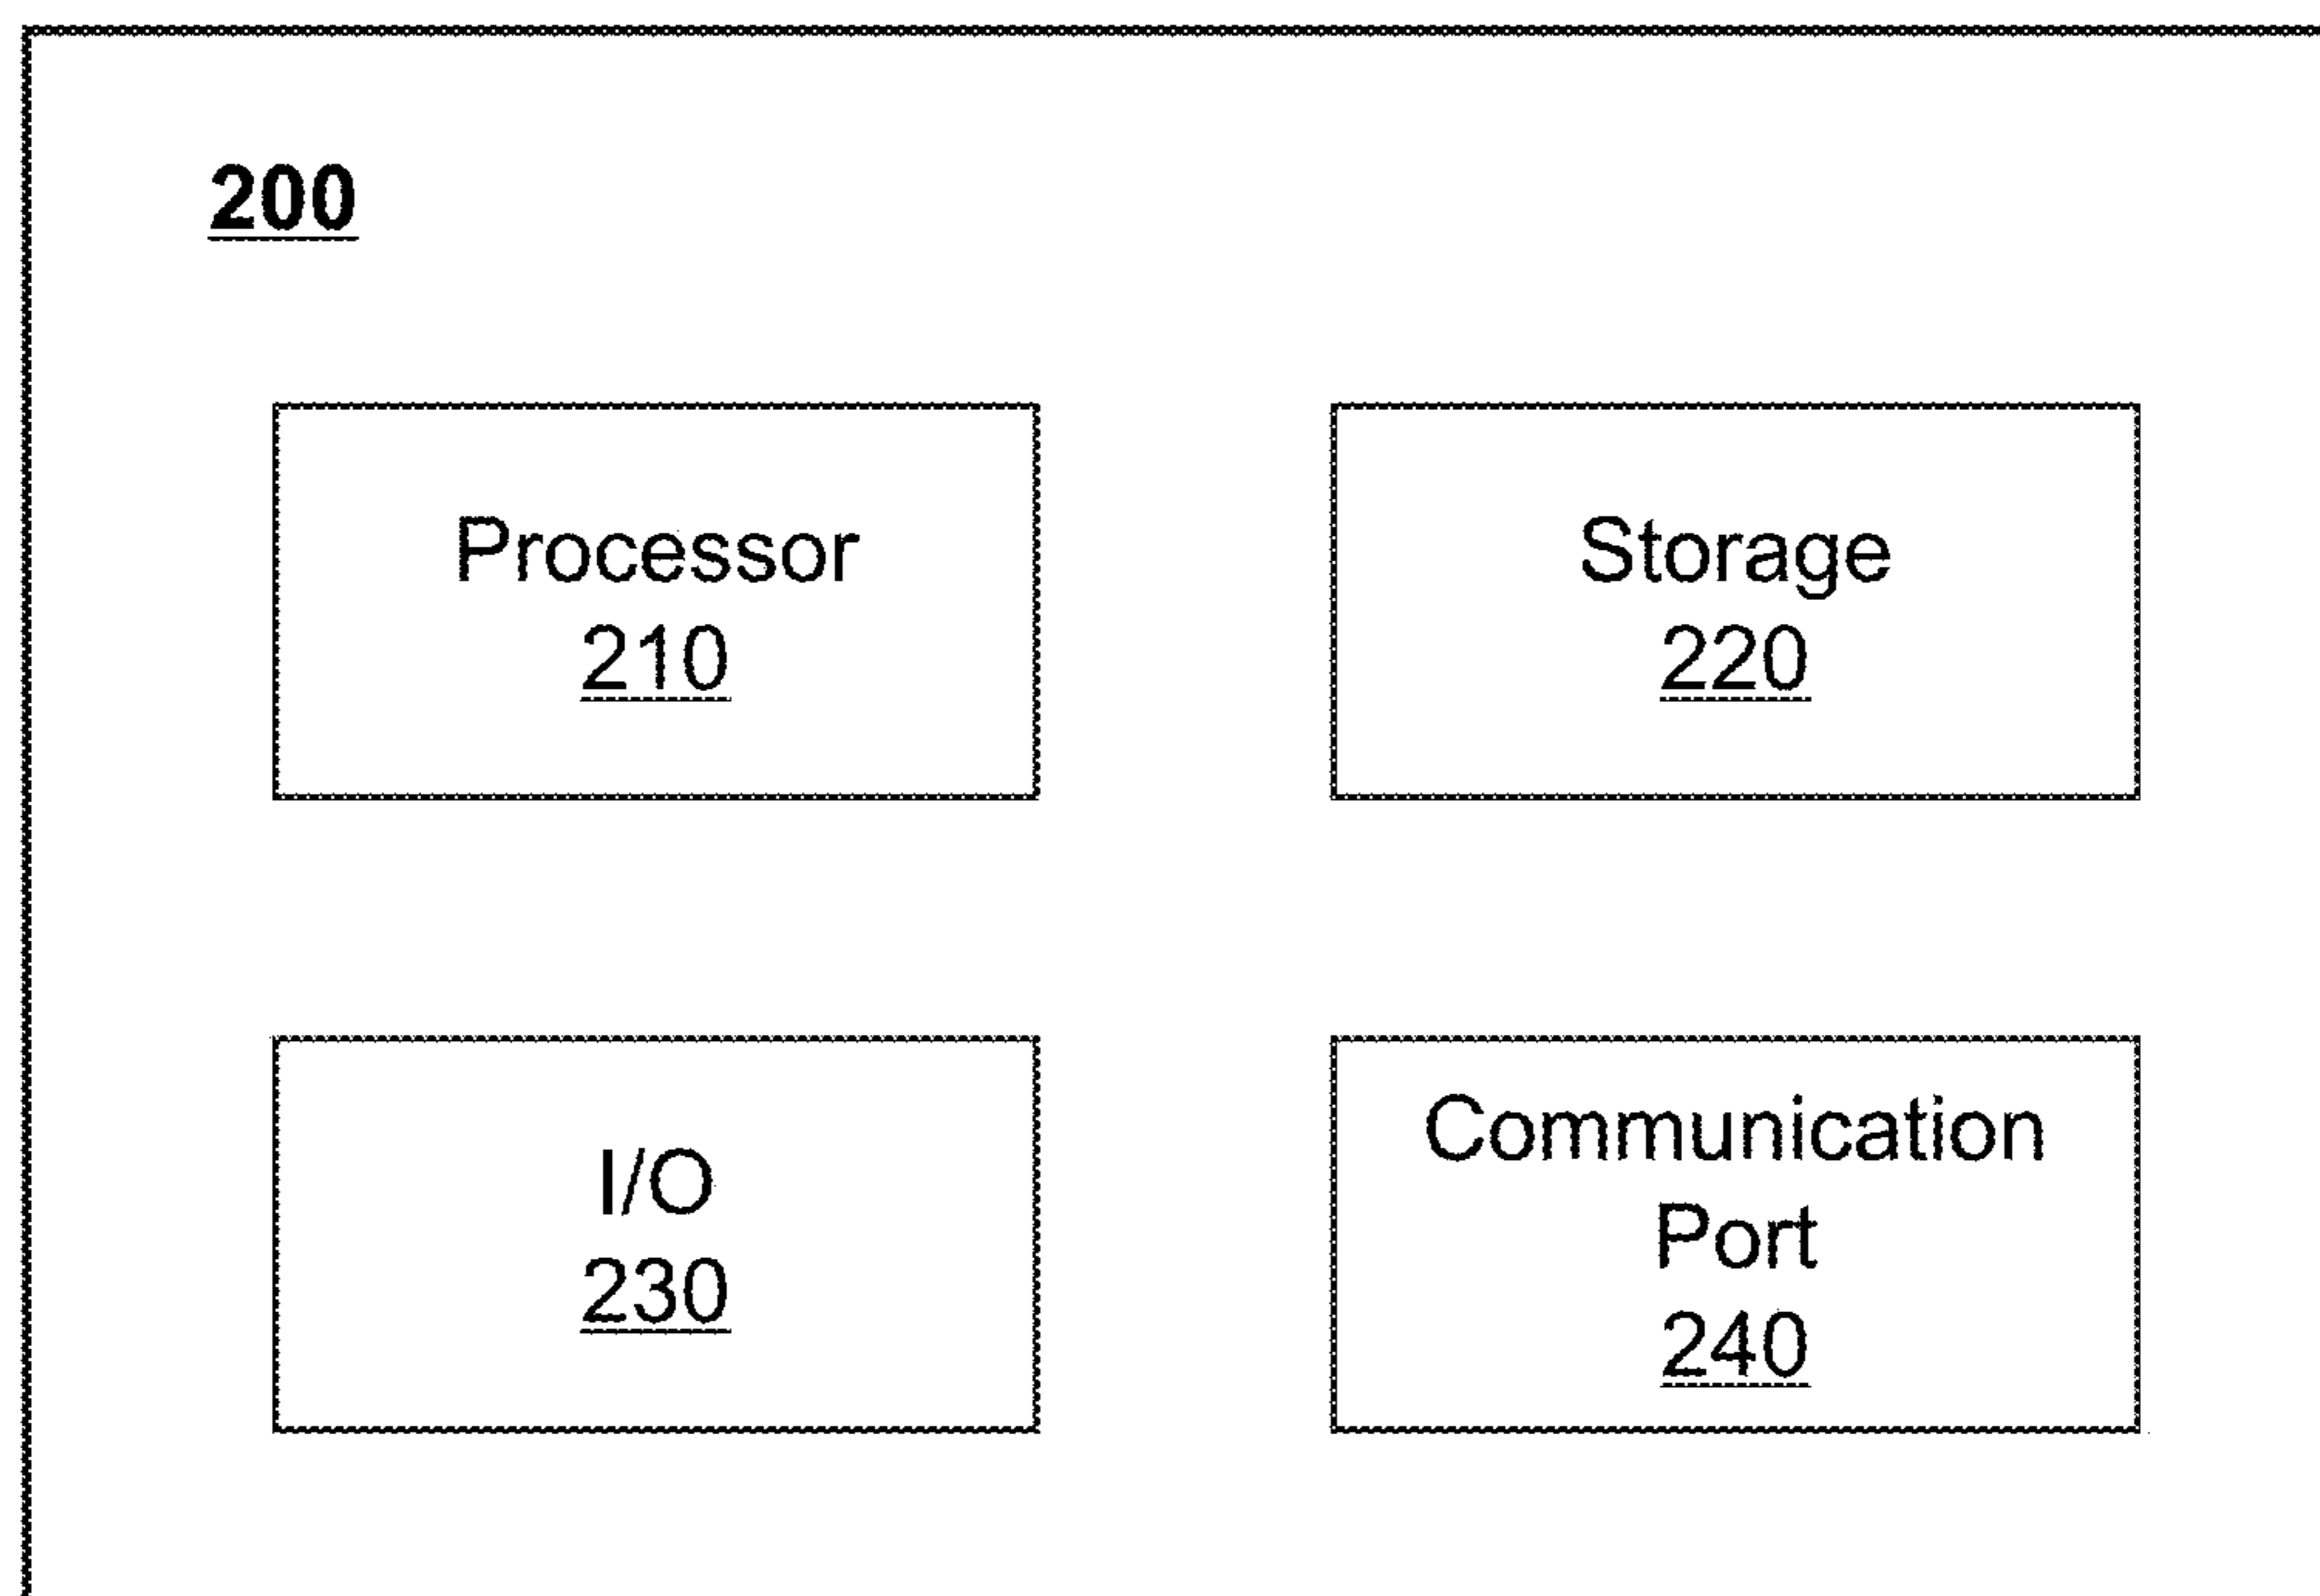 200
Processor
210
Storage
220
I/O
230
Communication
Port
240